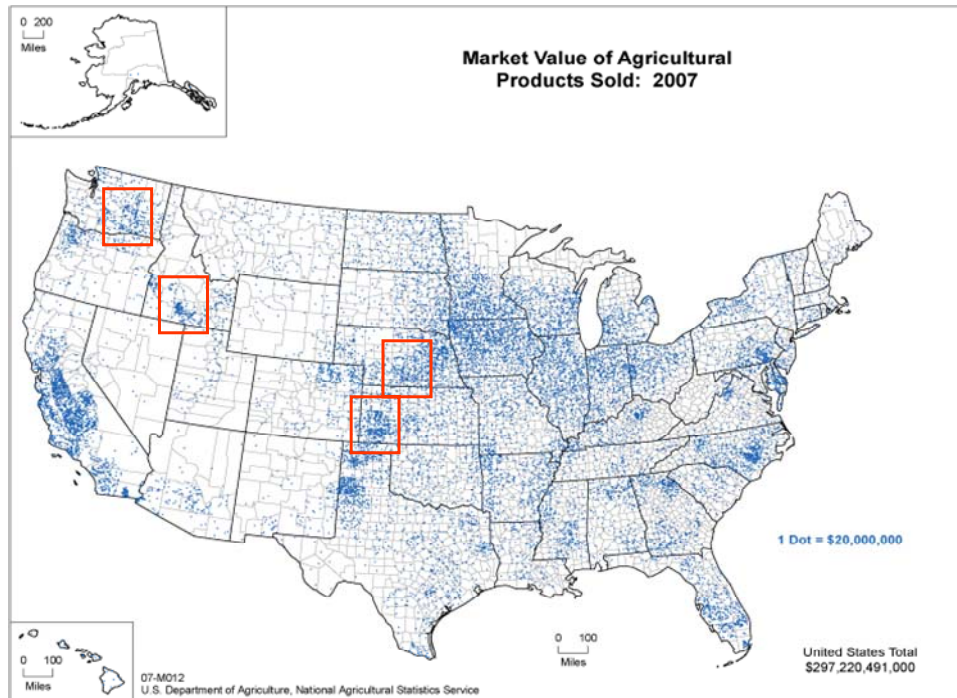 0 200
Miles
Market Value of Agricultural
Products Sold: 2007
1 Dot = $20,000,000
0 100
Miles
0 100
Miles
United States Total
$297,220,491,000
07-M012
U.S. Department of Agriculture, National Agricultural Statistics Service